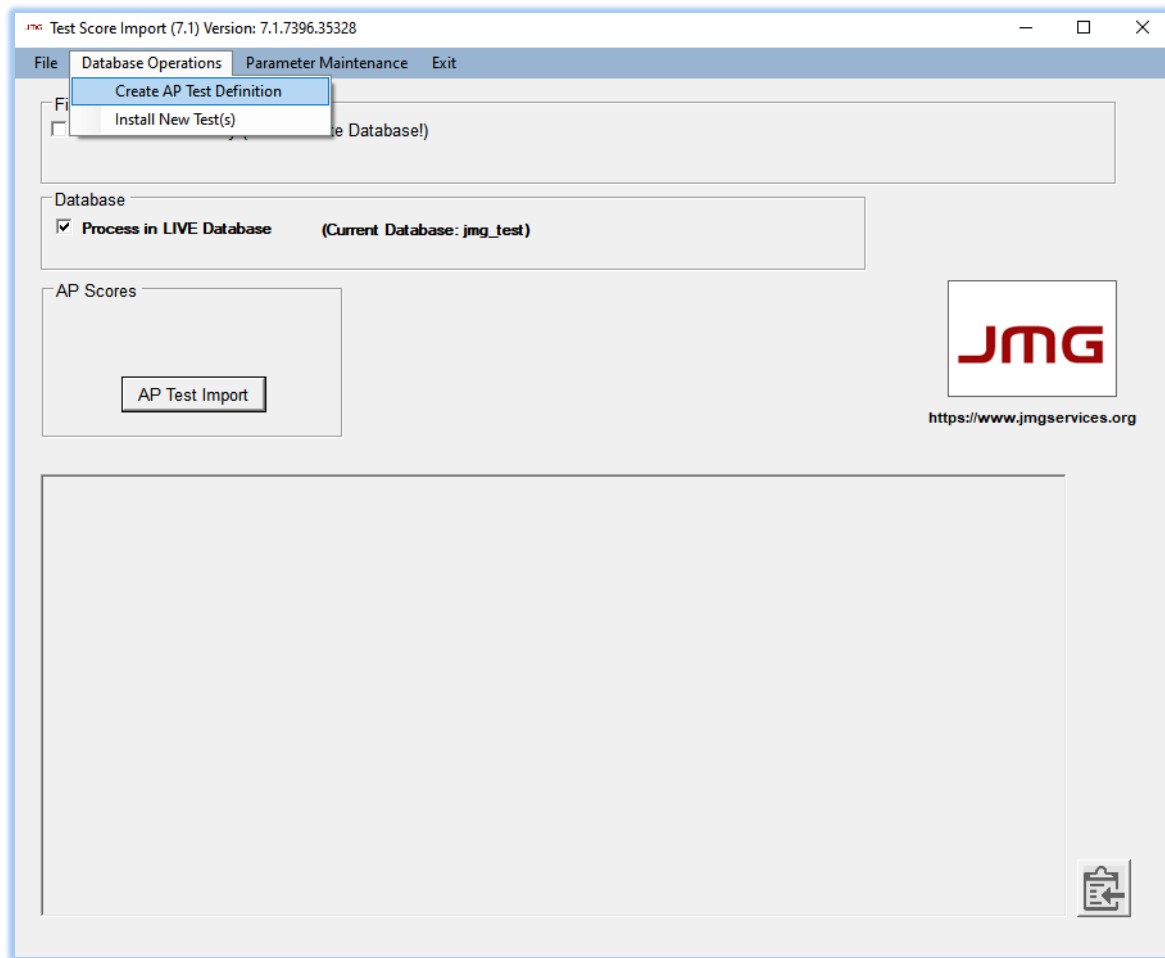 JMG Test Score Import (7.1) Version: 7.1.7396.35328
File Database Operations Parameter Maintenance Exit
Create AP Test Definition
Install New Test(s)
Fi
te Database!)
Database
Process in LIVE Database (Current Database: jmg_test)
AP Scores
AP Test Import
JMG
https://www.jmgservices.org